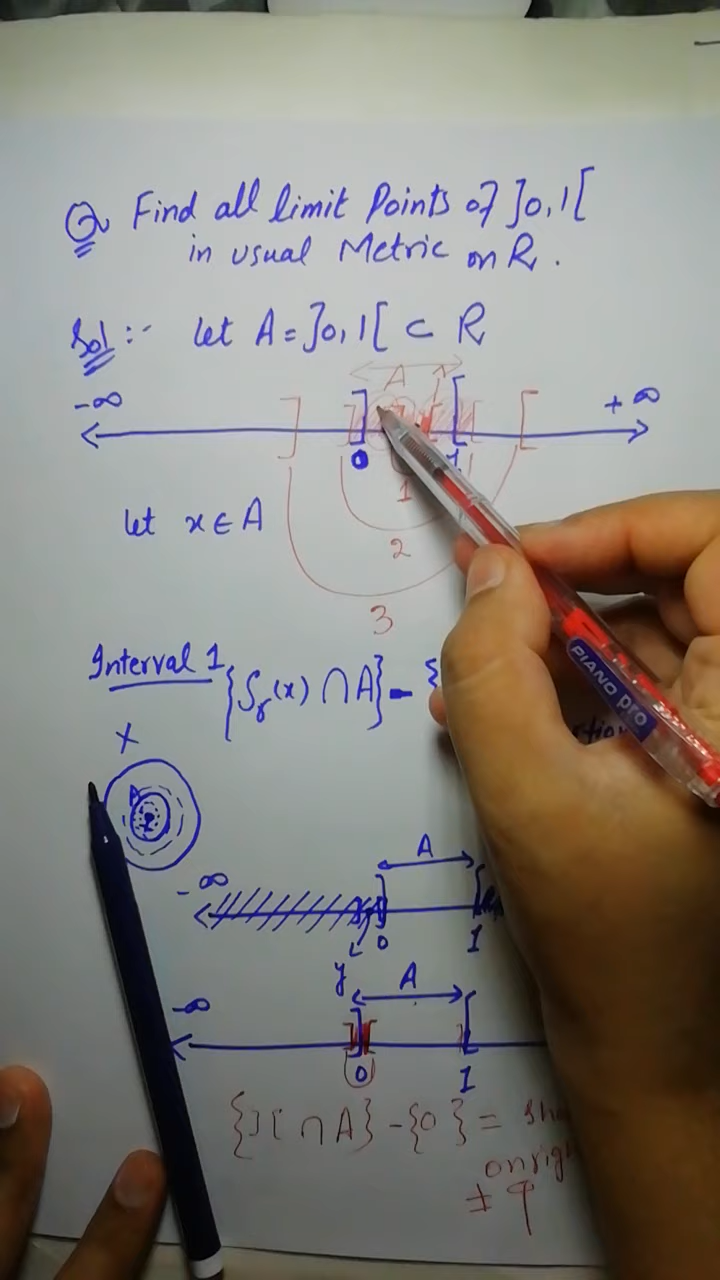 Q Find all limit Points of ]0,1[
in usual Metric on R.
Sol:- let A = ]0,1[ ⊂ R
A
-∞ +∞
0 1
1
let x ∈ A
2
3
Interval 1 {Sᵣ(x) ∩ A} - {
X
PIANO pro
A
A
-∞
0 1
y
A
-∞
0 1
{][ ∩ A} - {0} =
≠ φ